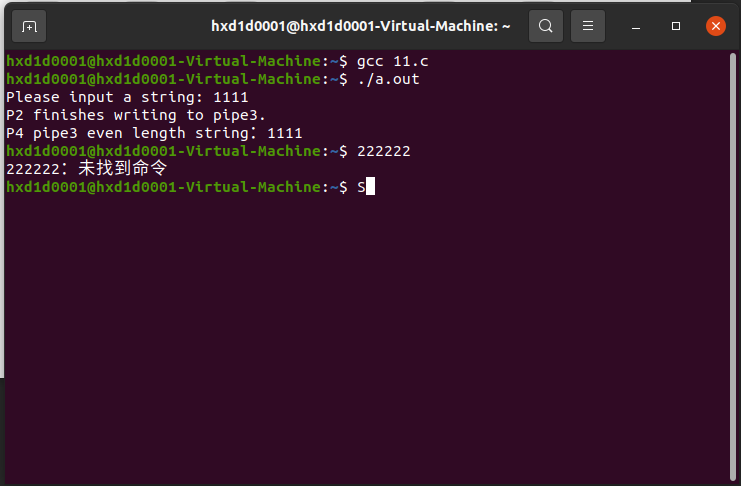 hxd1d0001@hxd1d0001-Virtual-Machine: ~
hxd1d0001@hxd1d0001-Virtual-Machine:~$ gcc 11.c
hxd1d0001@hxd1d0001-Virtual-Machine:~$ ./a.out
Please input a string: 1111
P2 finishes writing to pipe3.
P4 pipe3 even length string：1111
hxd1d0001@hxd1d0001-Virtual-Machine:~$ 222222
222222：未找到命令
hxd1d0001@hxd1d0001-Virtual-Machine:~$ S